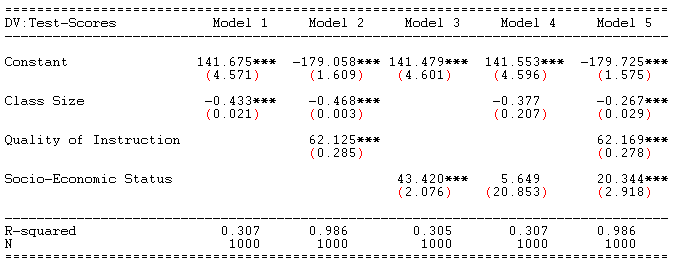 DV:Test-Scores Model 1 Model 2 Model 3 Model 4 Model 5
Constant 141.675*** -179.058*** 141.479*** 141.553*** -179.725***
(4.571) (1.609) (4.601) (4.596) (1.575)
Class Size -0.433*** -0.468*** -0.377 -0.267***
(0.021) (0.003) (0.207) (0.029)
Quality of Instruction 62.125*** 62.169***
(0.285) (0.278)
Socio-Economic Status 43.420*** 5.649 20.344***
(2.076) (20.853) (2.918)
R-squared 0.307 0.986 0.305 0.307 0.986
N 1000 1000 1000 1000 1000